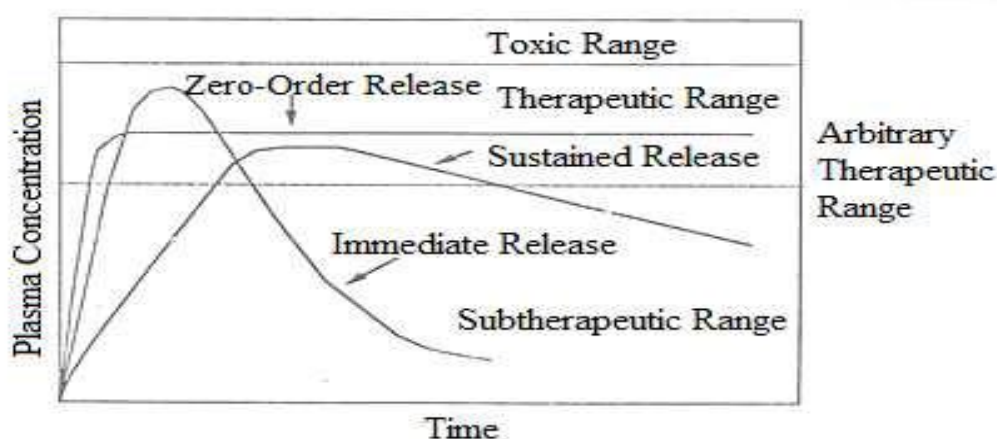 Toxic Range
Zero-Order Release
Therapeutic Range
Sustained Release
Arbitrary
Therapeutic
Range
Immediate Release
Subtherapeutic Range
Plasma Concentration
Time